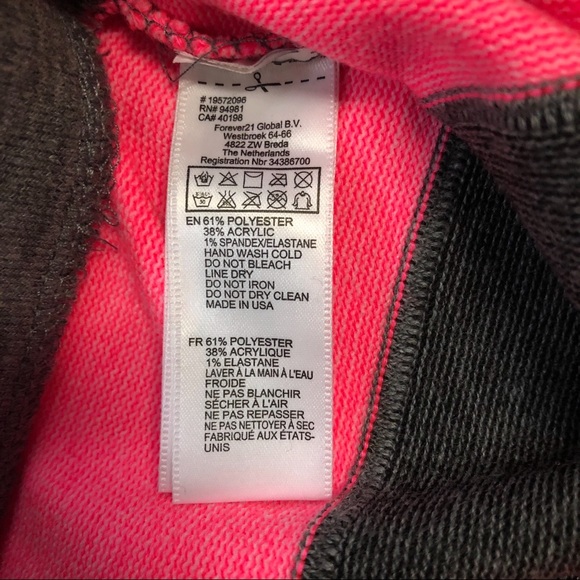 # 19572096
RN# 94981
CA# 40198
Forever21 Global B.V.
Westbroek 64-66
4822 ZW Breda
The Netherlands
Registration Nbr 34386700
EN 61% POLYESTER
38% ACRYLIC
1% SPANDEX/ELASTANE
HAND WASH COLD
DO NOT BLEACH
LINE DRY
DO NOT IRON
DO NOT DRY CLEAN
MADE IN USA
FR 61% POLYESTER
38% ACRYLIQUE
1% ELASTANE
LAVER À LA MAIN À L'EAU
FROIDE
NE PAS BLANCHIR
SÉCHER À L'AIR
NE PAS REPASSER
NE PAS NETTOYER À SEC
FABRIQUÉ AUX ÉTATS-
UNIS